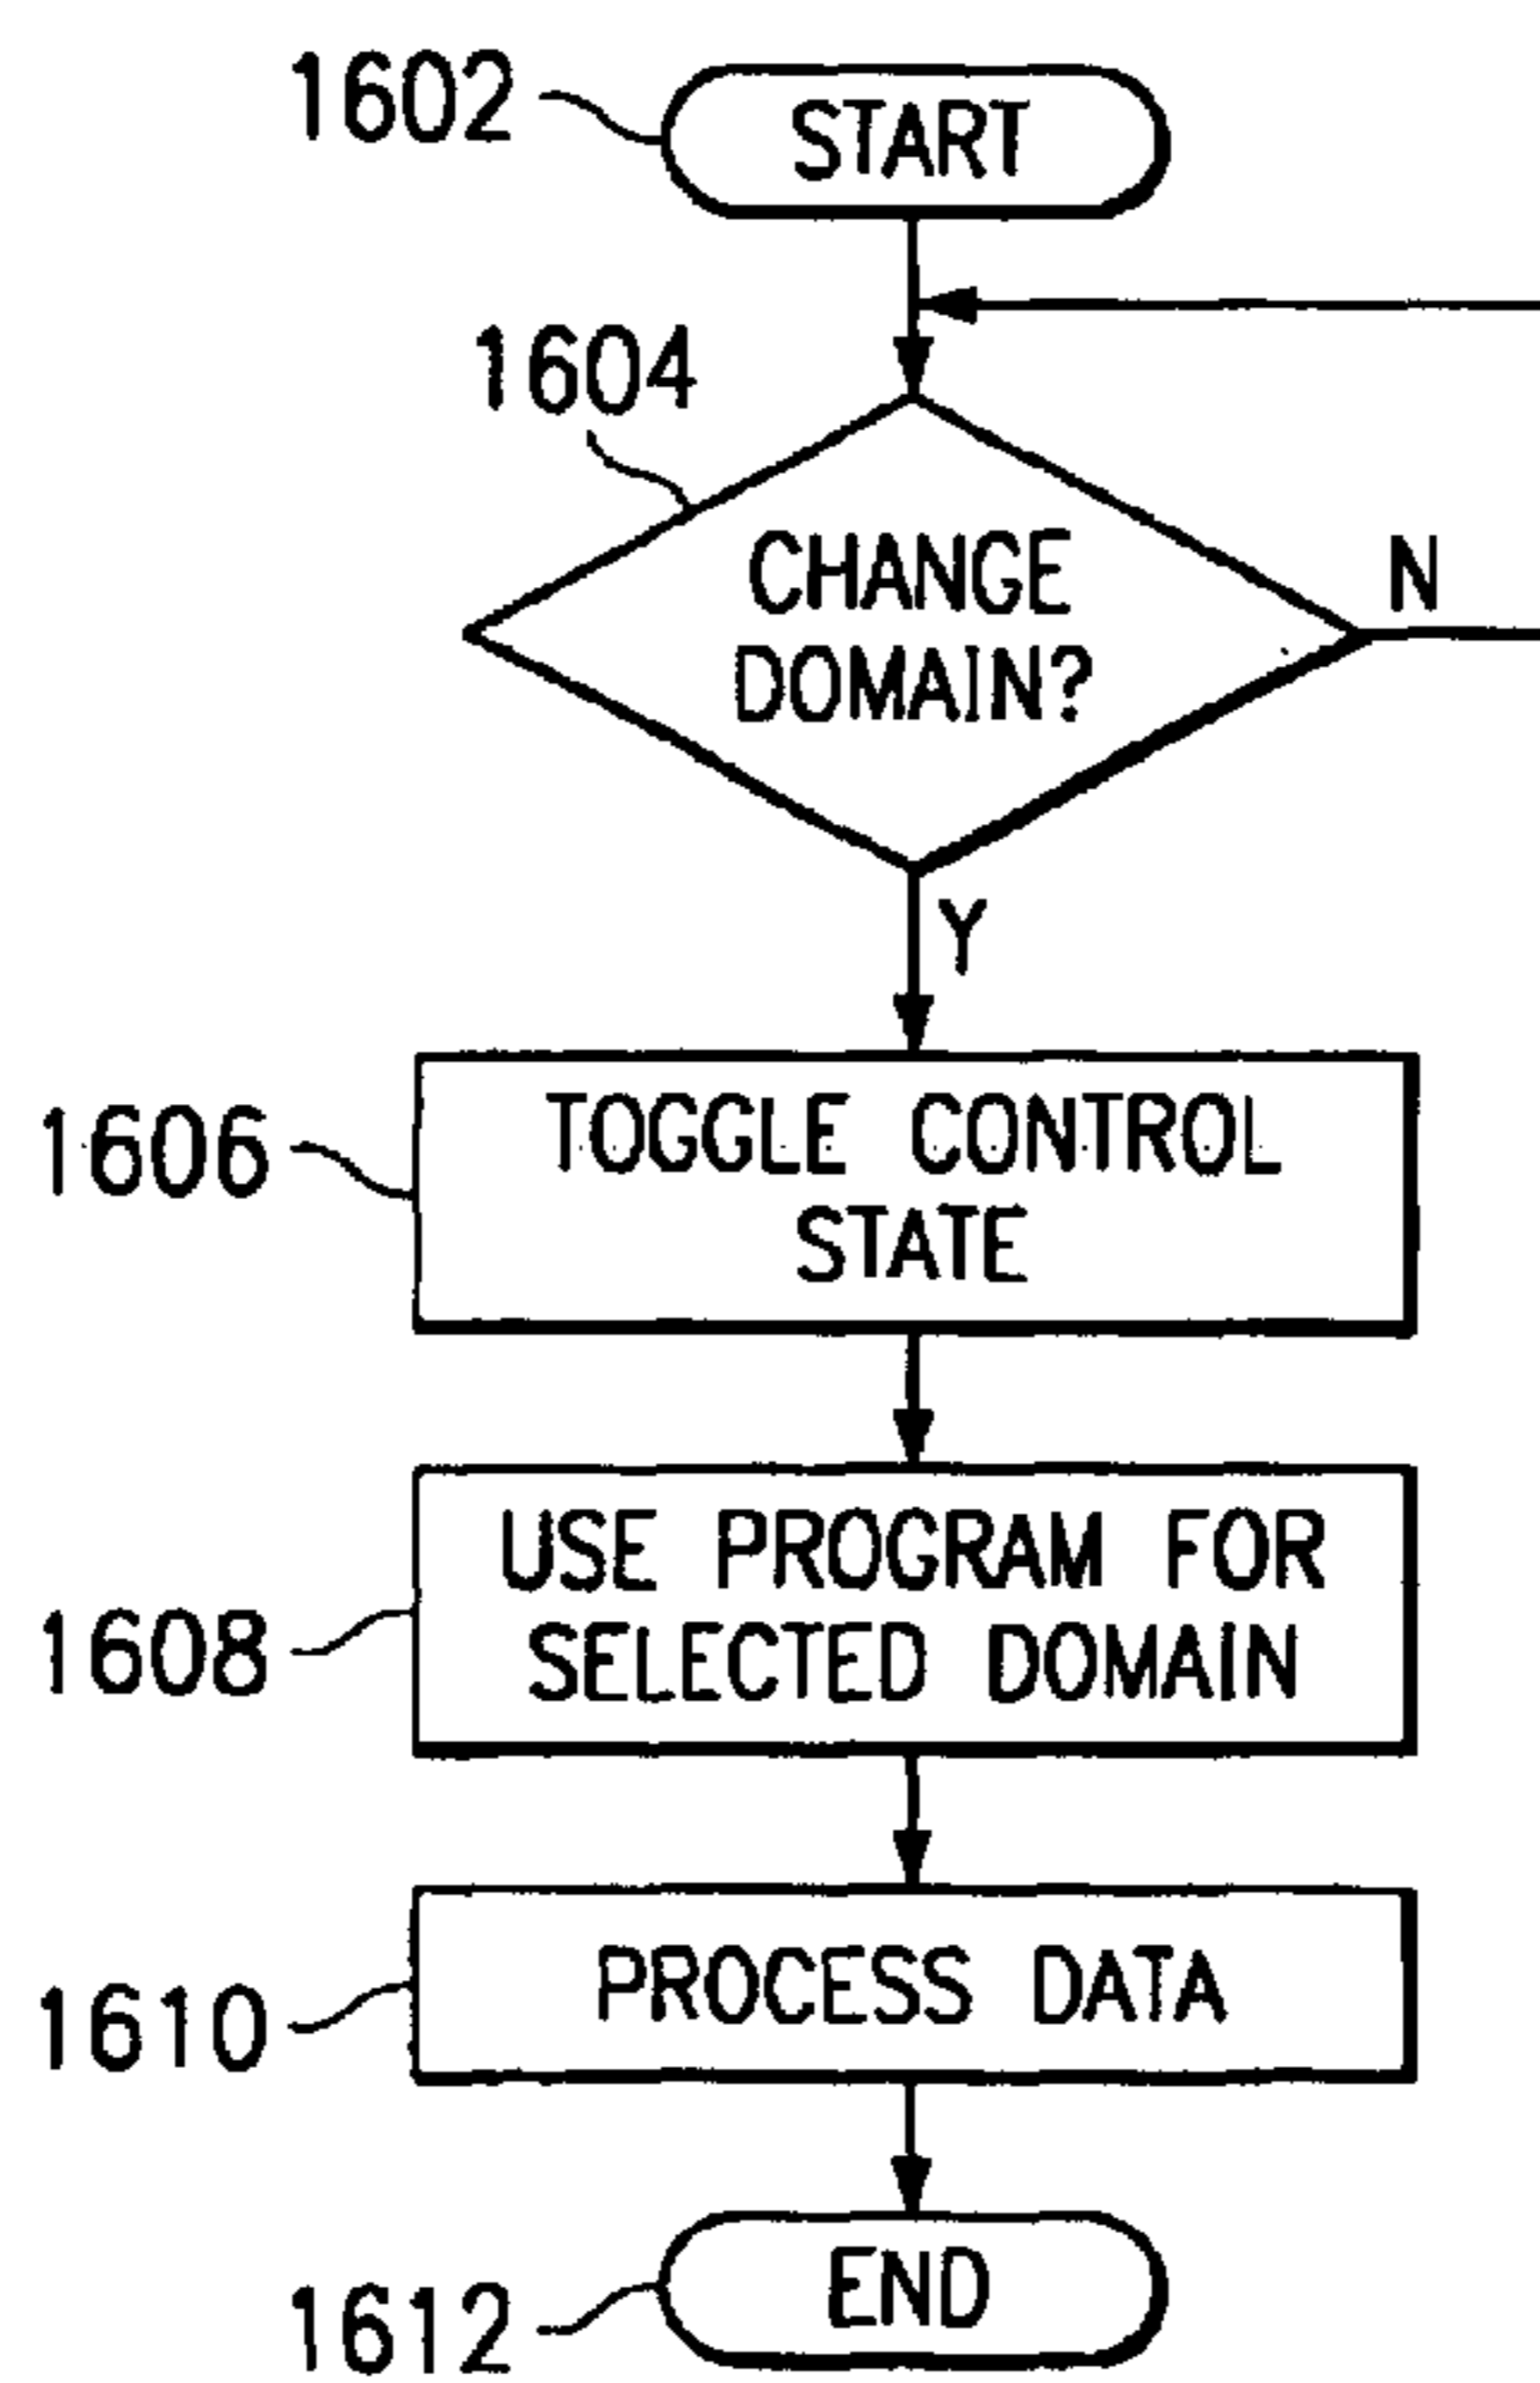 1602
START
1604
CHANGE
DOMAIN?
N
Y
1606
TOGGLE CONTROL
STATE
1608
USE PROGRAM FOR
SELECTED DOMAIN
1610
PROCESS DATA
1612
END